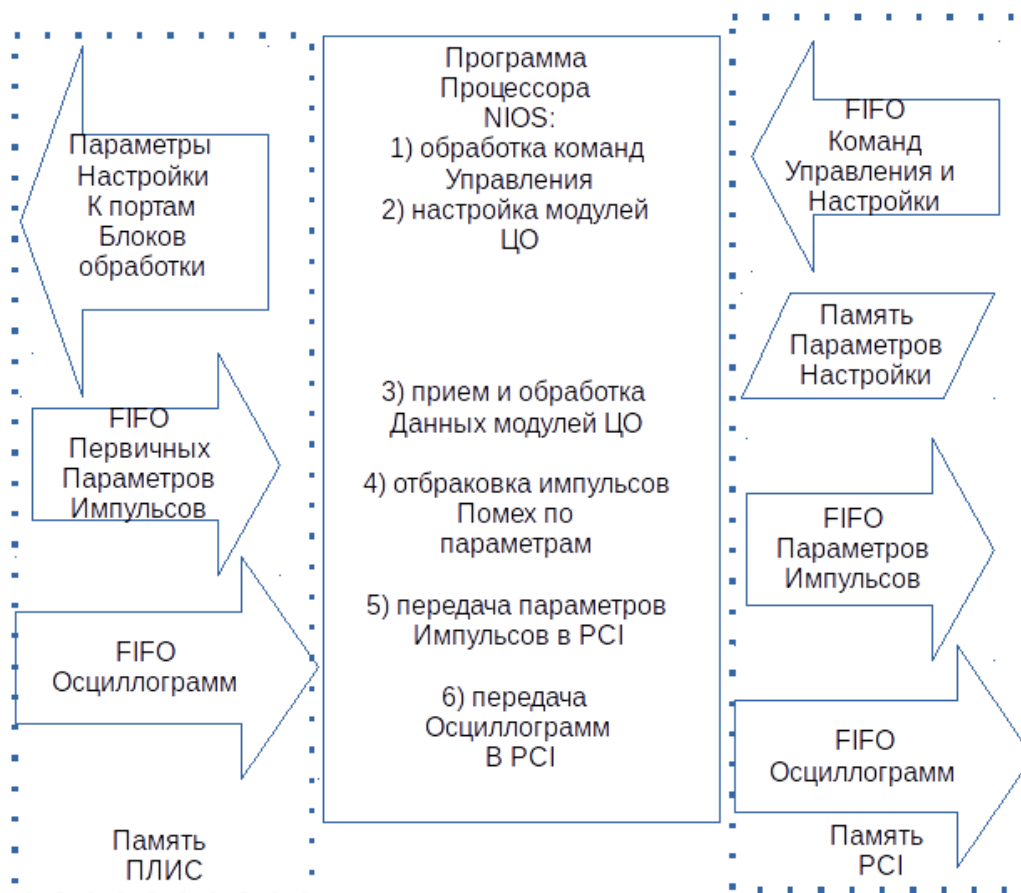 Параметры
Настройки
К портам
Блоков
обработки
FIFO
Первичных
Параметров
Импульсов
FIFO
Осциллограмм
Память
ПЛИС
Программа
Процессора
NIOS:
1) обработка команд
Управления
2) настройка модулей
ЦО
3) прием и обработка
Данных модулей ЦО
4) отбраковка импульсов
Помех по
параметрам
5) передача параметров
Импульсов в PCI
6) передача
Осциллограмм
В PCI
FIFO
Команд
Управления и
Настройки
Память
Параметров
Настройки
FIFO
Параметров
Импульсов
FIFO
Осциллограмм
Память
PCI